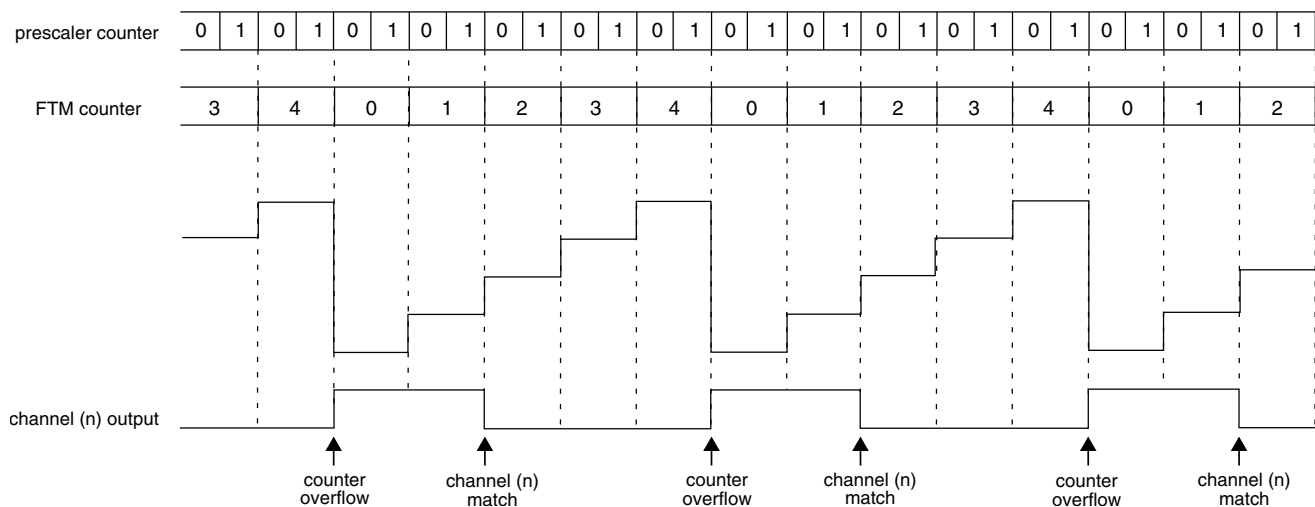 prescaler counter 0 1 0 1 0 1 0 1 0 1 0 1 0 1 0 1 0 1 0 1 0 1 0 1 0 1 0 1 0 1
FTM counter 3 4 0 1 2 3 4 0 1 2 3 4 0 1 2
channel (n) output
counter overflow
channel (n) match
counter overflow
channel (n) match
counter overflow
channel (n) match